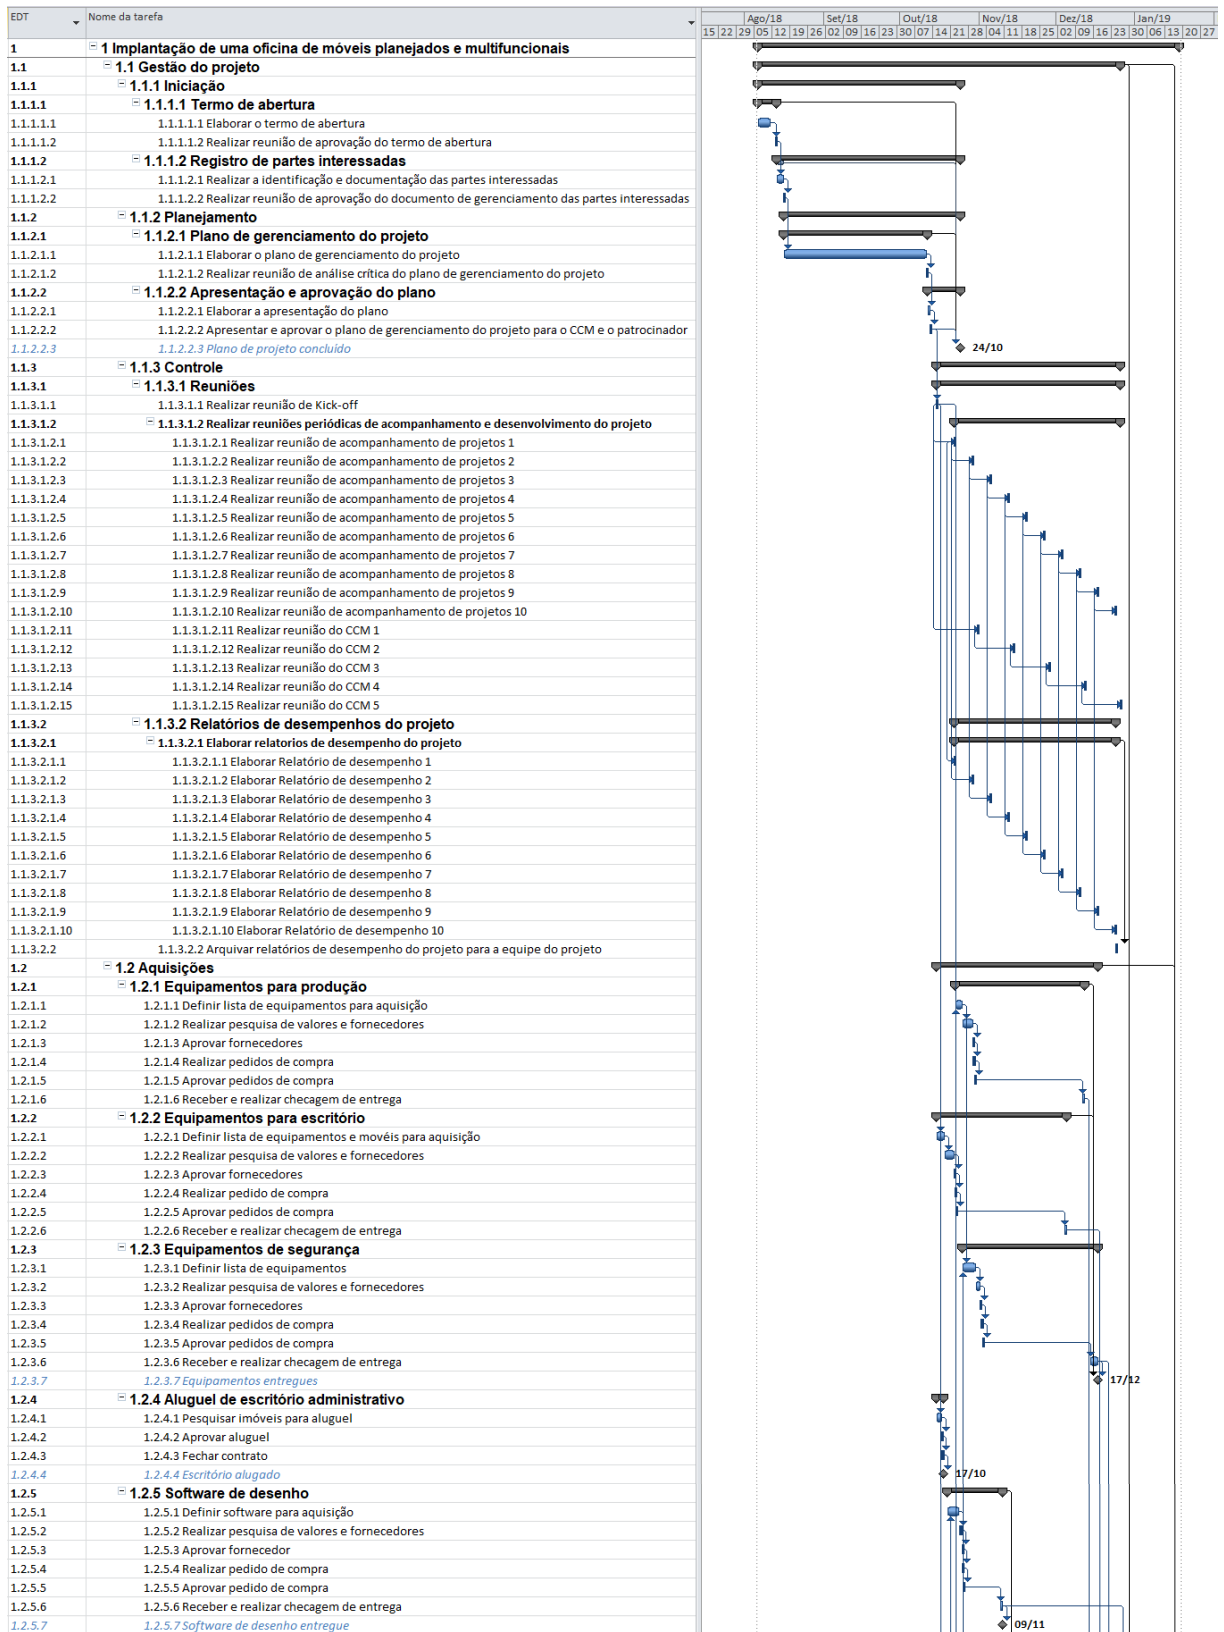 EDT Nome da tarefa Ago/18 Set/18 Out/18 Nov/18 Dez/18 Jan/19
15 22 29 05 12 19 26 02 09 16 23 30 07 14 21 28 04 11 18 25 02 09 16 23 30 06 13 20 27
1 1 Implantação de uma oficina de móveis planejados e multifuncionais
1.1 1.1 Gestão do projeto
1.1.1 1.1.1 Iniciação
1.1.1.1 1.1.1.1 Termo de abertura
1.1.1.1.1 1.1.1.1.1 Elaborar o termo de abertura
1.1.1.1.2 1.1.1.1.2 Realizar reunião de aprovação do termo de abertura
1.1.1.2 1.1.1.2 Registro de partes interessadas
1.1.1.2.1 1.1.1.2.1 Realizar a identificação e documentação das partes interessadas
1.1.1.2.2 1.1.1.2.2 Realizar reunião de aprovação do documento de gerenciamento das partes interessadas
1.1.2 1.1.2 Planejamento
1.1.2.1 1.1.2.1 Plano de gerenciamento do projeto
1.1.2.1.1 1.1.2.1.1 Elaborar o plano de gerenciamento do projeto
1.1.2.1.2 1.1.2.1.2 Realizar reunião de análise crítica do plano de gerenciamento do projeto
1.1.2.2 1.1.2.2 Apresentação e aprovação do plano
1.1.2.2.1 1.1.2.2.1 Elaborar a apresentação do plano
1.1.2.2.2 1.1.2.2.2 Apresentar e aprovar o plano de gerenciamento do projeto para o CCM e o patrocinador
1.1.2.2.3 1.1.2.2.3 Plano de projeto concluído 24/10
1.1.3 1.1.3 Controle
1.1.3.1 1.1.3.1 Reuniões
1.1.3.1.1 1.1.3.1.1 Realizar reunião de Kick-off
1.1.3.1.2 1.1.3.1.2 Realizar reuniões periódicas de acompanhamento e desenvolvimento do projeto
1.1.3.1.2.1 1.1.3.1.2.1 Realizar reunião de acompanhamento de projetos 1
1.1.3.1.2.2 1.1.3.1.2.2 Realizar reunião de acompanhamento de projetos 2
1.1.3.1.2.3 1.1.3.1.2.3 Realizar reunião de acompanhamento de projetos 3
1.1.3.1.2.4 1.1.3.1.2.4 Realizar reunião de acompanhamento de projetos 4
1.1.3.1.2.5 1.1.3.1.2.5 Realizar reunião de acompanhamento de projetos 5
1.1.3.1.2.6 1.1.3.1.2.6 Realizar reunião de acompanhamento de projetos 6
1.1.3.1.2.7 1.1.3.1.2.7 Realizar reunião de acompanhamento de projetos 7
1.1.3.1.2.8 1.1.3.1.2.8 Realizar reunião de acompanhamento de projetos 8
1.1.3.1.2.9 1.1.3.1.2.9 Realizar reunião de acompanhamento de projetos 9
1.1.3.1.2.10 1.1.3.1.2.10 Realizar reunião de acompanhamento de projetos 10
1.1.3.1.2.11 1.1.3.1.2.11 Realizar reunião do CCM 1
1.1.3.1.2.12 1.1.3.1.2.12 Realizar reunião do CCM 2
1.1.3.1.2.13 1.1.3.1.2.13 Realizar reunião do CCM 3
1.1.3.1.2.14 1.1.3.1.2.14 Realizar reunião do CCM 4
1.1.3.1.2.15 1.1.3.1.2.15 Realizar reunião do CCM 5
1.1.3.2 1.1.3.2 Relatórios de desempenhos do projeto
1.1.3.2.1 1.1.3.2.1 Elaborar relatorios de desempenho do projeto
1.1.3.2.1.1 1.1.3.2.1.1 Elaborar Relatório de desempenho 1
1.1.3.2.1.2 1.1.3.2.1.2 Elaborar Relatório de desempenho 2
1.1.3.2.1.3 1.1.3.2.1.3 Elaborar Relatório de desempenho 3
1.1.3.2.1.4 1.1.3.2.1.4 Elaborar Relatório de desempenho 4
1.1.3.2.1.5 1.1.3.2.1.5 Elaborar Relatório de desempenho 5
1.1.3.2.1.6 1.1.3.2.1.6 Elaborar Relatório de desempenho 6
1.1.3.2.1.7 1.1.3.2.1.7 Elaborar Relatório de desempenho 7
1.1.3.2.1.8 1.1.3.2.1.8 Elaborar Relatório de desempenho 8
1.1.3.2.1.9 1.1.3.2.1.9 Elaborar Relatório de desempenho 9
1.1.3.2.1.10 1.1.3.2.1.10 Elaborar Relatório de desempenho 10
1.1.3.2.2 1.1.3.2.2 Arquivar relatórios de desempenho do projeto para a equipe do projeto
1.2 1.2 Aquisições
1.2.1 1.2.1 Equipamentos para produção
1.2.1.1 1.2.1.1 Definir lista de equipamentos para aquisição
1.2.1.2 1.2.1.2 Realizar pesquisa de valores e fornecedores
1.2.1.3 1.2.1.3 Aprovar fornecedores
1.2.1.4 1.2.1.4 Realizar pedidos de compra
1.2.1.5 1.2.1.5 Aprovar pedidos de compra
1.2.1.6 1.2.1.6 Receber e realizar checagem de entrega
1.2.2 1.2.2 Equipamentos para escritório
1.2.2.1 1.2.2.1 Definir lista de equipamentos e movéis para aquisição
1.2.2.2 1.2.2.2 Realizar pesquisa de valores e fornecedores
1.2.2.3 1.2.2.3 Aprovar fornecedores
1.2.2.4 1.2.2.4 Realizar pedido de compra
1.2.2.5 1.2.2.5 Aprovar pedidos de compra
1.2.2.6 1.2.2.6 Receber e realizar checagem de entrega
1.2.3 1.2.3 Equipamentos de segurança
1.2.3.1 1.2.3.1 Definir lista de equipamentos
1.2.3.2 1.2.3.2 Realizar pesquisa de valores e fornecedores
1.2.3.3 1.2.3.3 Aprovar fornecedores
1.2.3.4 1.2.3.4 Realizar pedidos de compra
1.2.3.5 1.2.3.5 Aprovar pedidos de compra
1.2.3.6 1.2.3.6 Receber e realizar checagem de entrega
1.2.3.7 1.2.3.7 Equipamentos entregues 17/12
1.2.4 1.2.4 Aluguel de escritório administrativo
1.2.4.1 1.2.4.1 Pesquisar imóveis para aluguel
1.2.4.2 1.2.4.2 Aprovar aluguel
1.2.4.3 1.2.4.3 Fechar contrato
1.2.4.4 1.2.4.4 Escritório alugado 17/10
1.2.5 1.2.5 Software de desenho
1.2.5.1 1.2.5.1 Definir software para aquisição
1.2.5.2 1.2.5.2 Realizar pesquisa de valores e fornecedores
1.2.5.3 1.2.5.3 Aprovar fornecedor
1.2.5.4 1.2.5.4 Realizar pedido de compra
1.2.5.5 1.2.5.5 Aprovar pedido de compra
1.2.5.6 1.2.5.6 Receber e realizar checagem de entrega
1.2.5.7 1.2.5.7 Software de desenho entregue 09/11